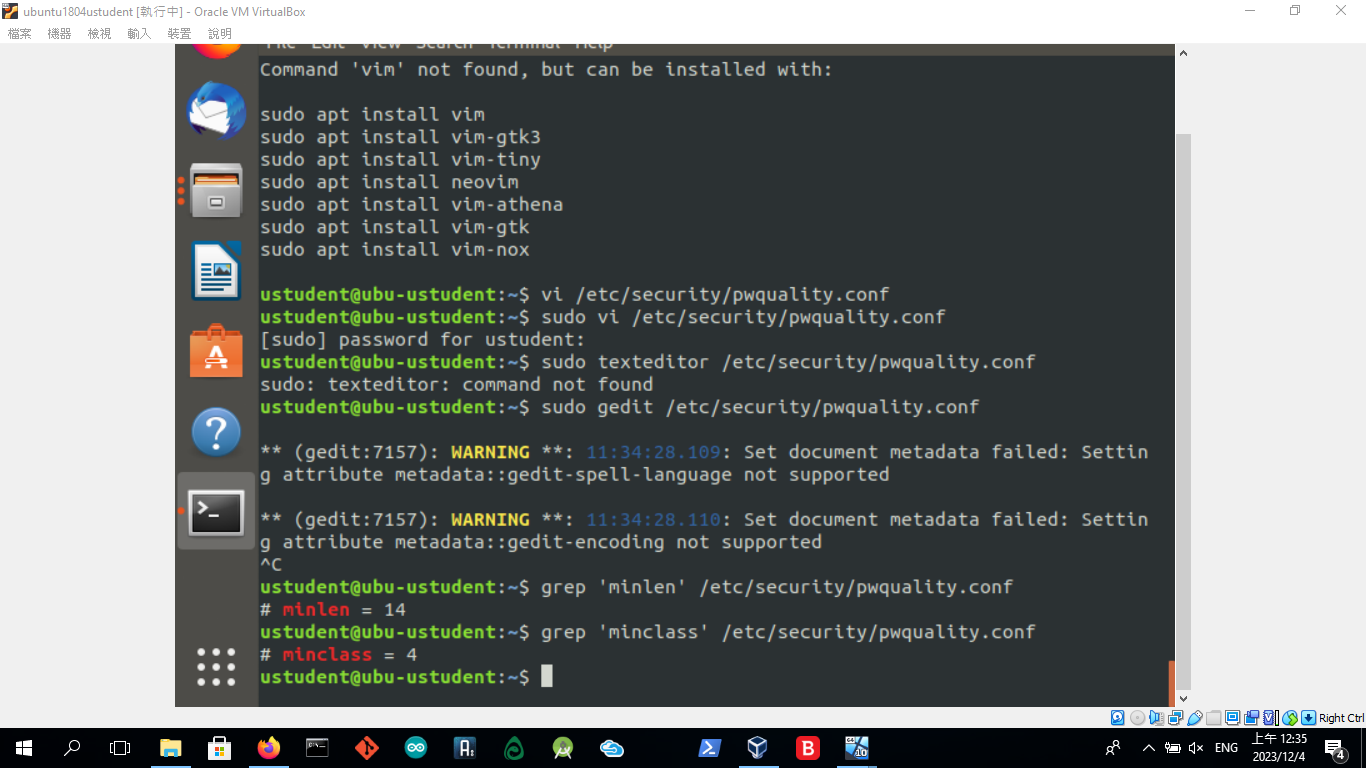 ubuntu1804ustudent [執行中] - Oracle VM VirtualBox
檔案 機器 檢視 輸入 裝置 說明
File Edit View Search Terminal Help
Command 'vim' not found, but can be installed with:
sudo apt install vim
sudo apt install vim-gtk3
sudo apt install vim-tiny
sudo apt install neovim
sudo apt install vim-athena
sudo apt install vim-gtk
sudo apt install vim-nox
ustudent@ubu-ustudent:~$ vi /etc/security/pwquality.conf
ustudent@ubu-ustudent:~$ sudo vi /etc/security/pwquality.conf
[sudo] password for ustudent:
ustudent@ubu-ustudent:~$ sudo texteditor /etc/security/pwquality.conf
sudo: texteditor: command not found
ustudent@ubu-ustudent:~$ sudo gedit /etc/security/pwquality.conf
** (gedit:7157): WARNING **: 11:34:28.109: Set document metadata failed: Settin
g attribute metadata::gedit-spell-language not supported
** (gedit:7157): WARNING **: 11:34:28.110: Set document metadata failed: Settin
g attribute metadata::gedit-encoding not supported
^C
ustudent@ubu-ustudent:~$ grep 'minlen' /etc/security/pwquality.conf
# minlen = 14
ustudent@ubu-ustudent:~$ grep 'minclass' /etc/security/pwquality.conf
# minclass = 4
ustudent@ubu-ustudent:~$
Right Ctrl
ENG
上午 12:35
2023/12/4
4